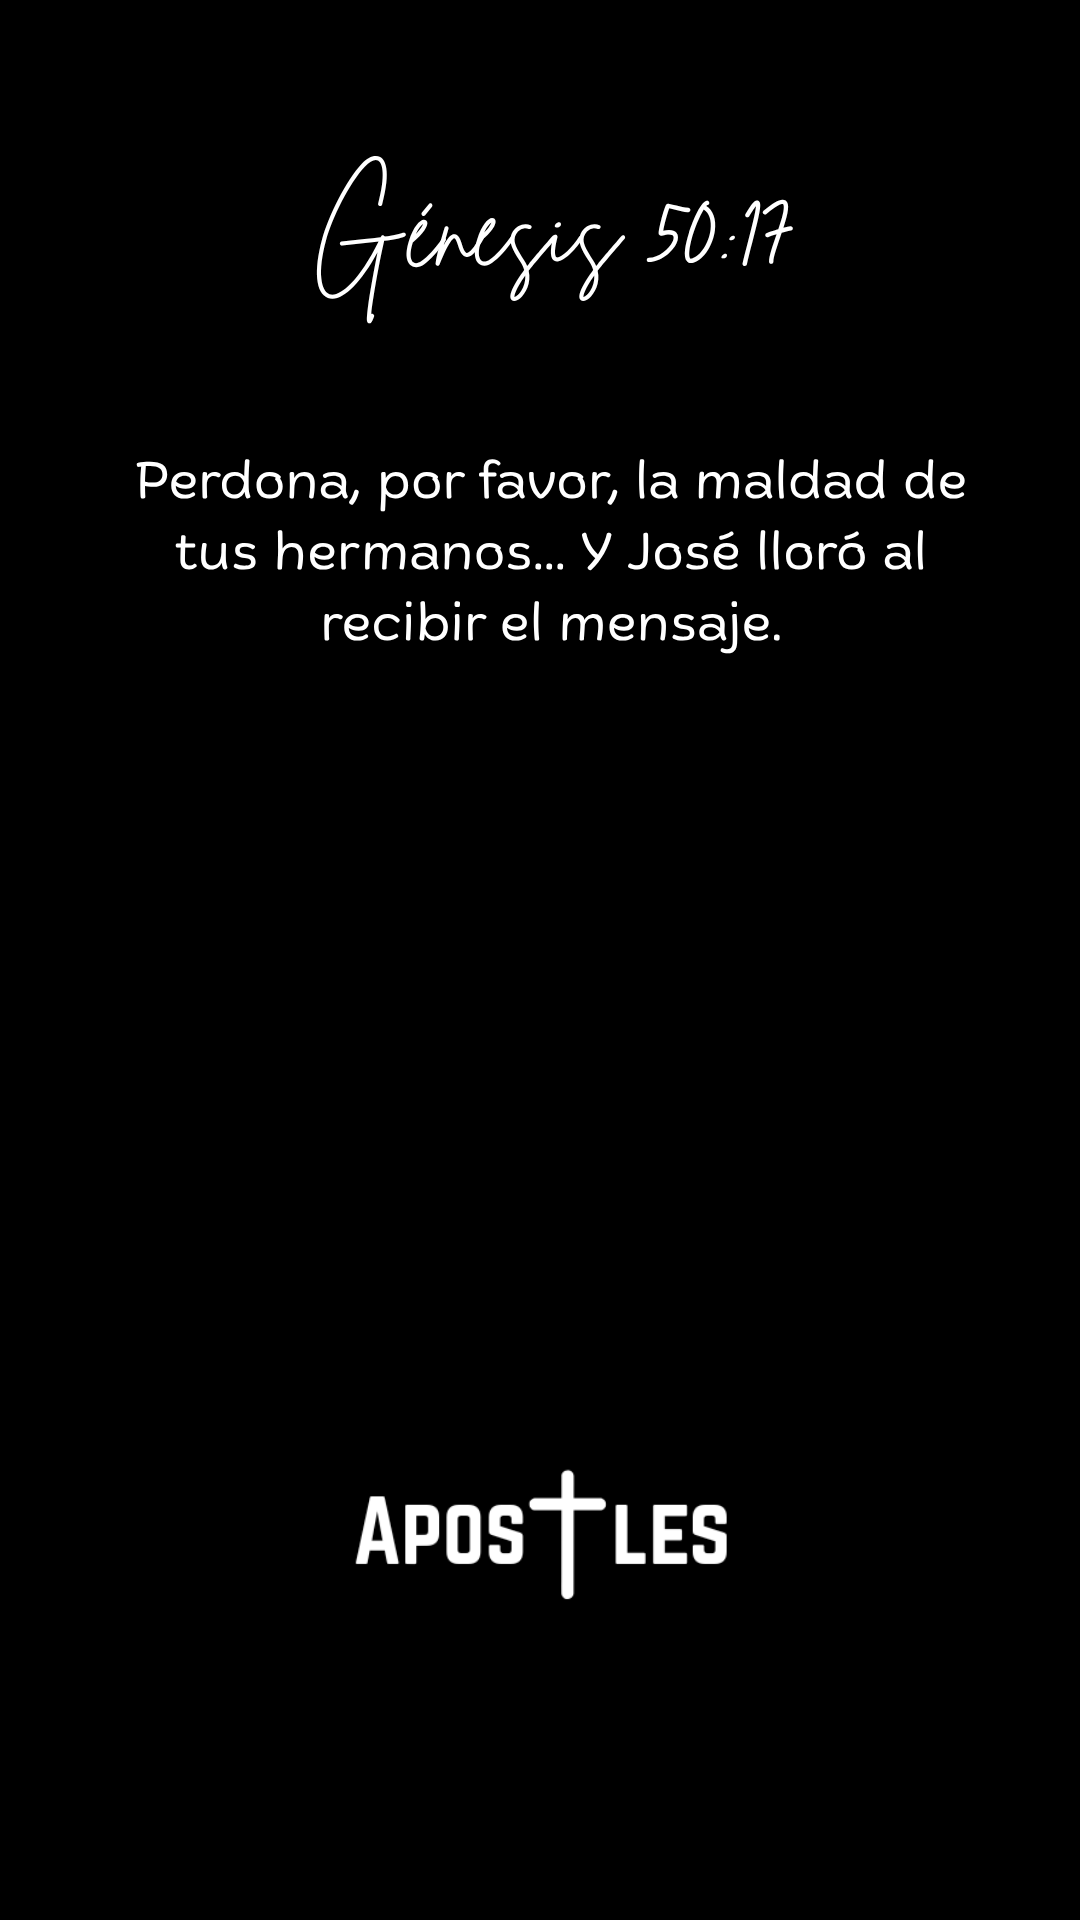 Génesis 50:17
Perdona, por favor, la maldad de
tus hermanos... Y José lloró al
recibir el mensaje.
APOSTLES